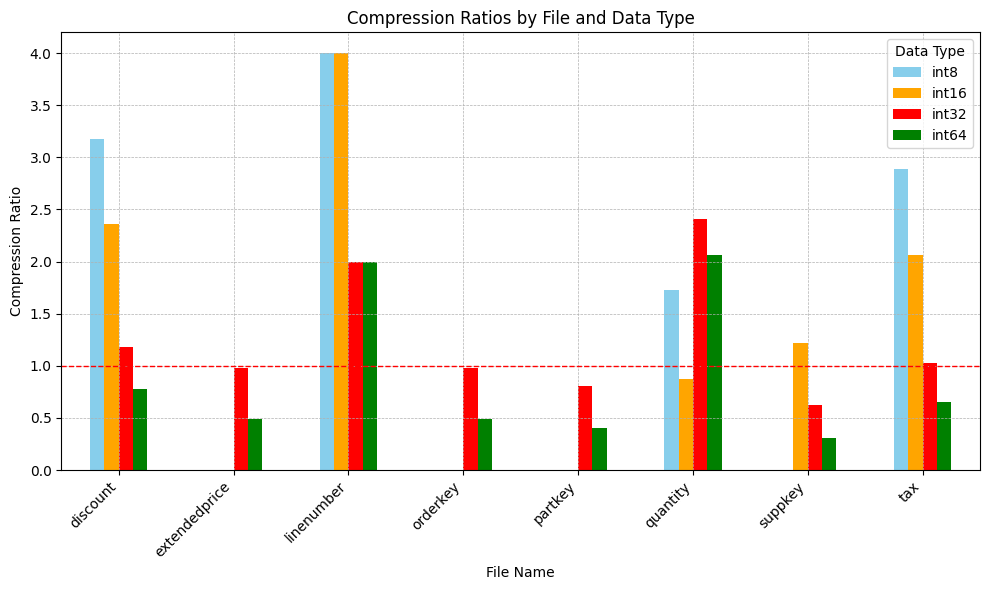 Compression Ratios by File and Data Type
Data Type
int8
int16
int32
int64
Compression Ratio
4.0
3.5
3.0
2.5
2.0
1.5
1.0
0.5
0.0
discount
extendedprice
linenumber
orderkey
partkey
quantity
suppkey
tax
File Name